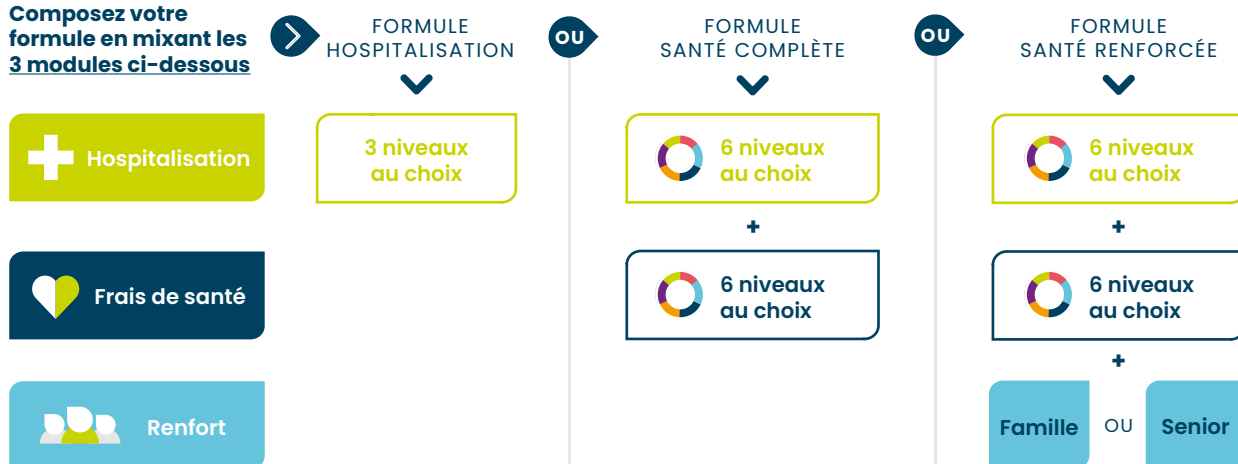 Composez votre
formule en mixant les
3 modules ci-dessous
FORMULE
HOSPITALISATION
OU
FORMULE
SANTÉ COMPLÈTE
OU
FORMULE
SANTÉ RENFORCÉE
Hospitalisation
3 niveaux
au choix
6 niveaux
au choix
6 niveaux
au choix
+
+
Frais de santé
6 niveaux
au choix
6 niveaux
au choix
+
Renfort
Famille
OU
Senior